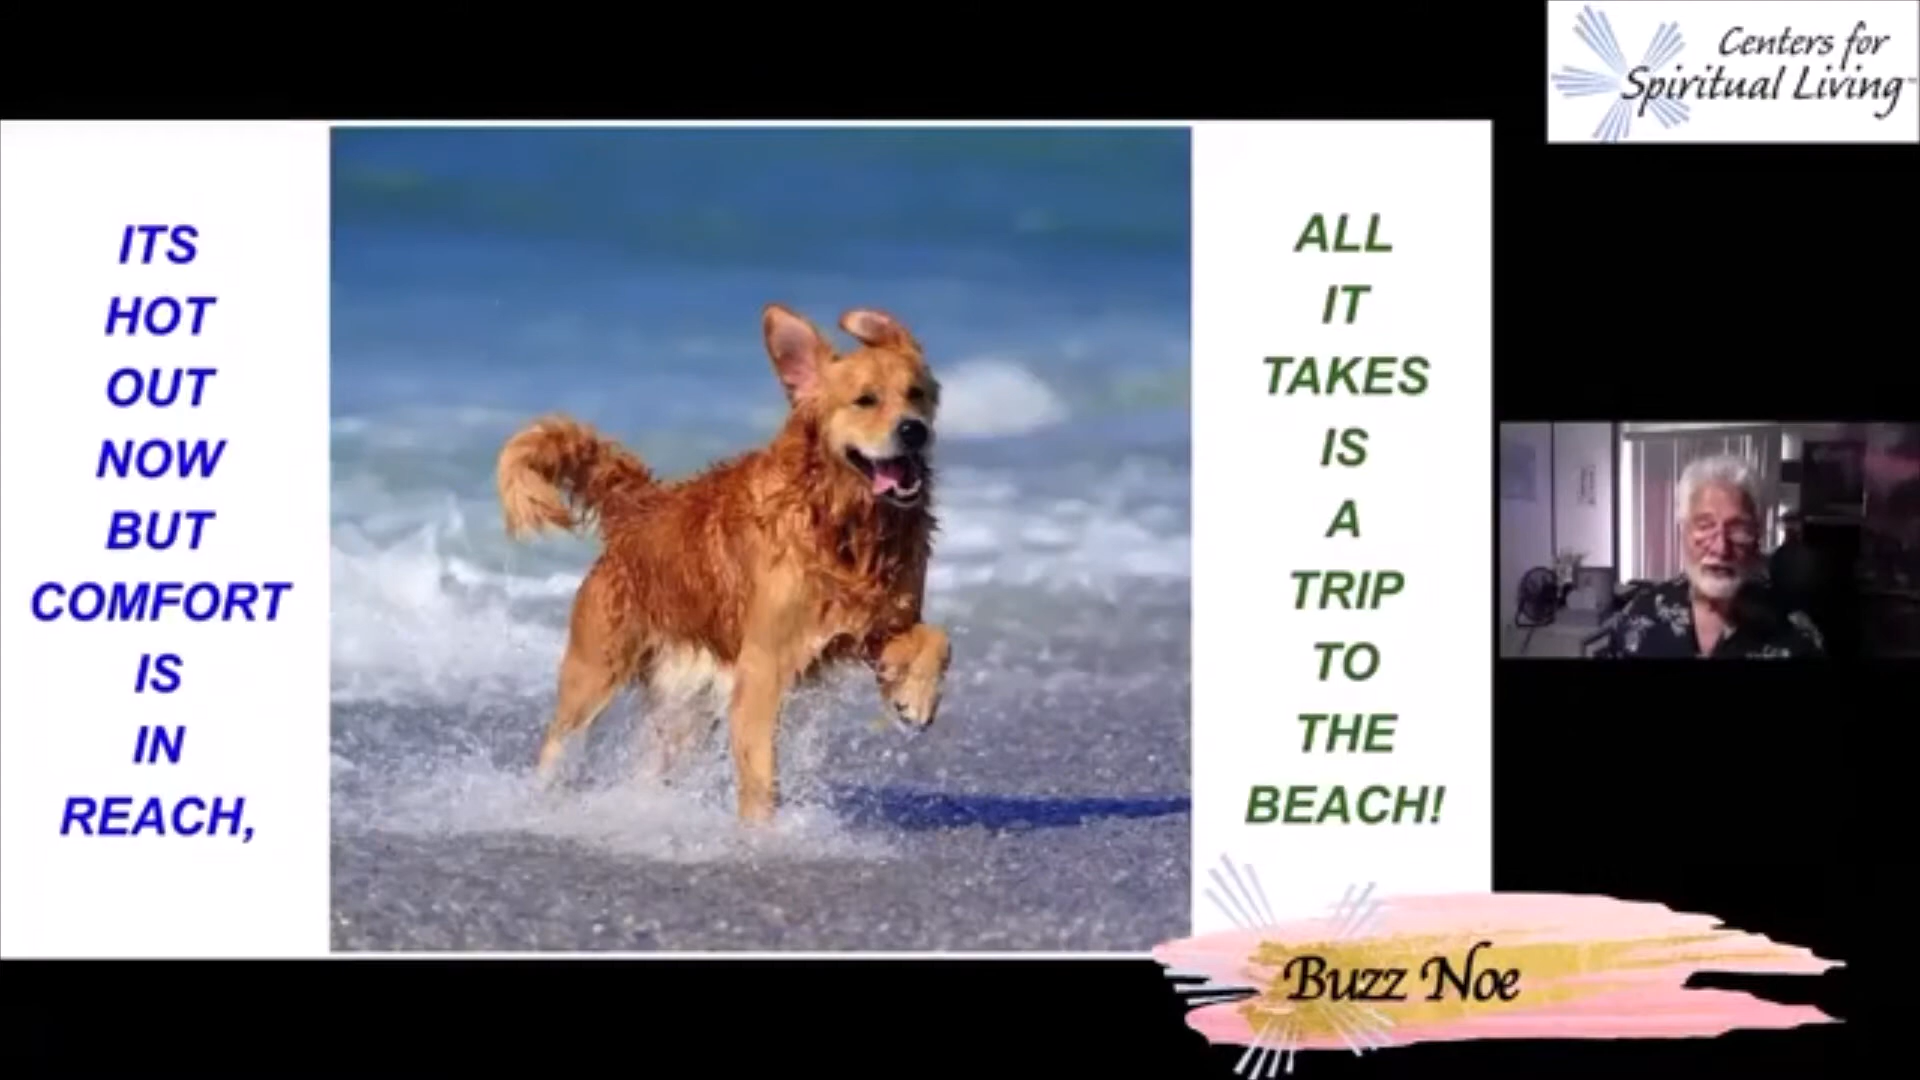 Centers for
Spiritual Living
ITS
HOT
OUT
NOW
BUT
COMFORT
IS
IN
REACH,
ALL
IT
TAKES
IS
A
TRIP
TO
THE
BEACH!
Buzz Noe